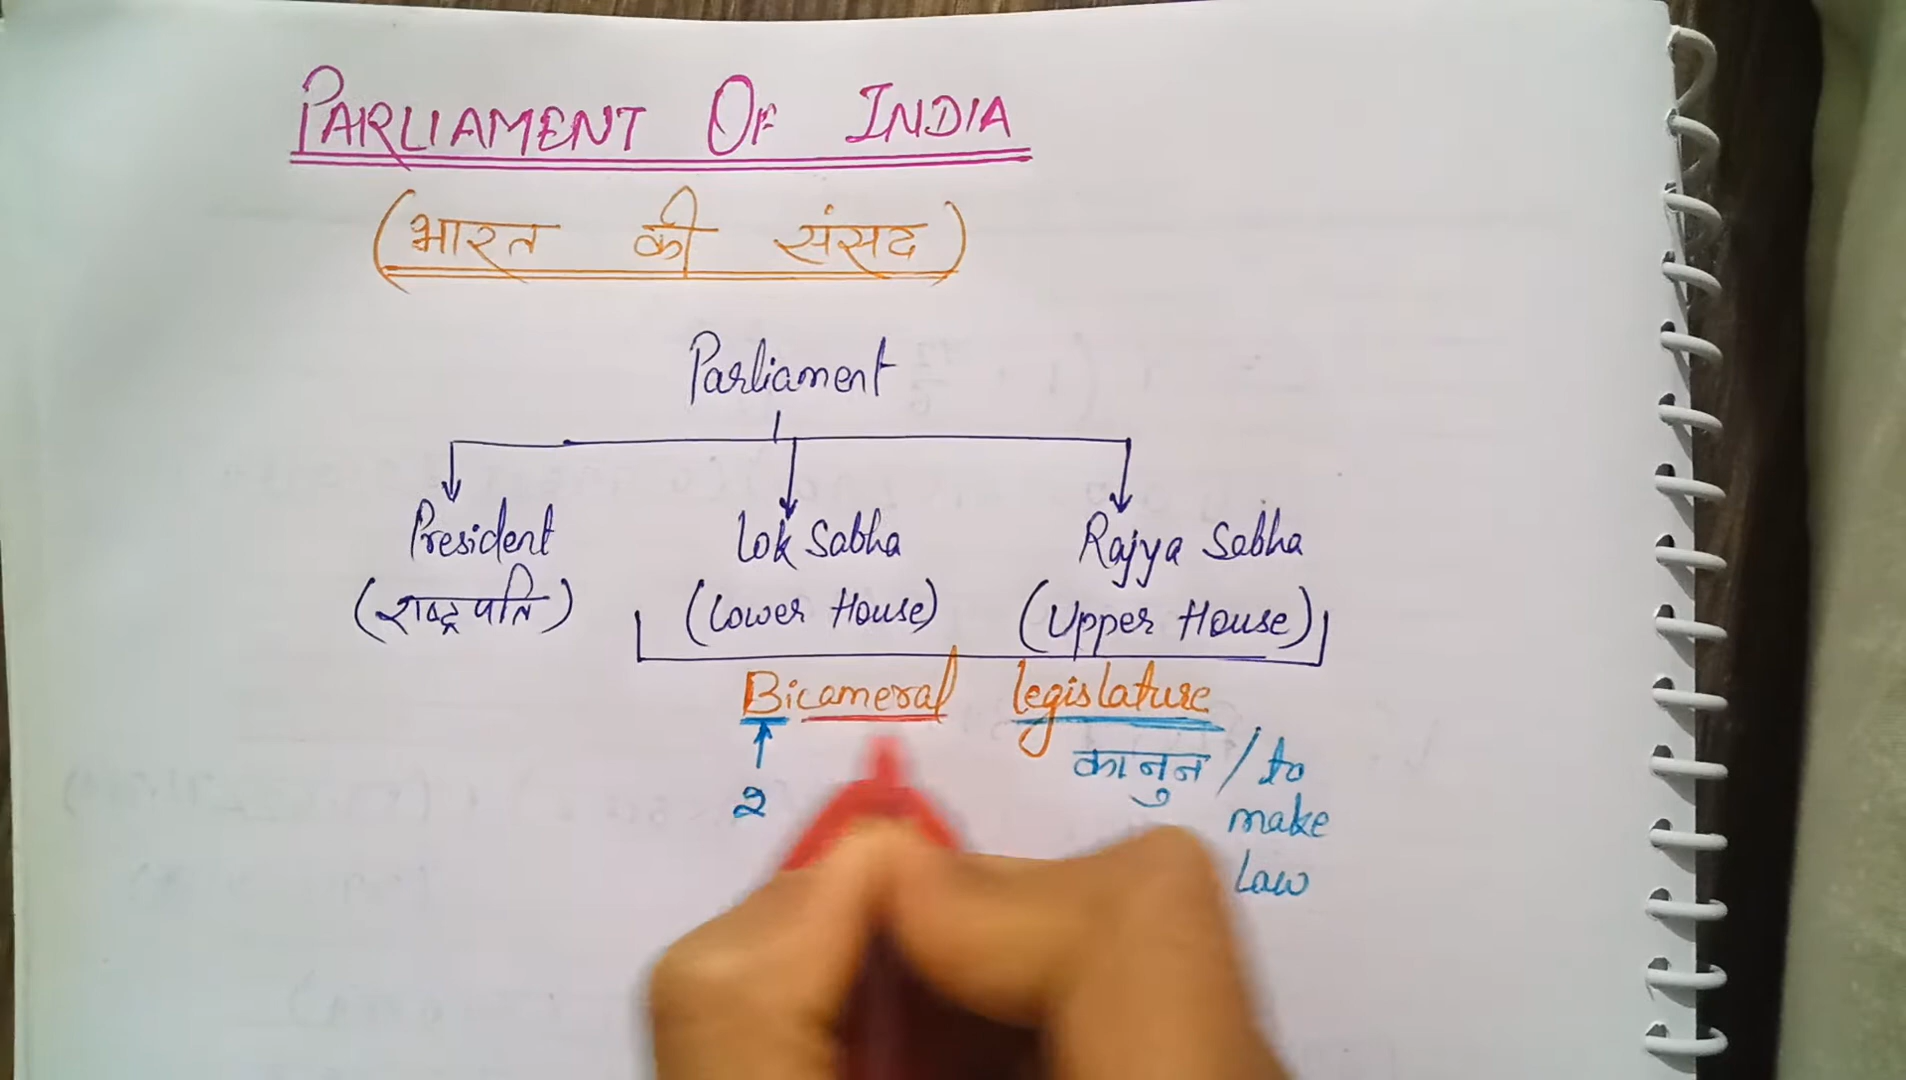 PARLIAMENT OF INDIA
(भारत की संसद)
Parliament
President Lok Sabha Rajya Sabha
(राष्ट्रपति) (Lower House) (Upper House)
Bicameral legislature
2 कानुन / to
make
Law